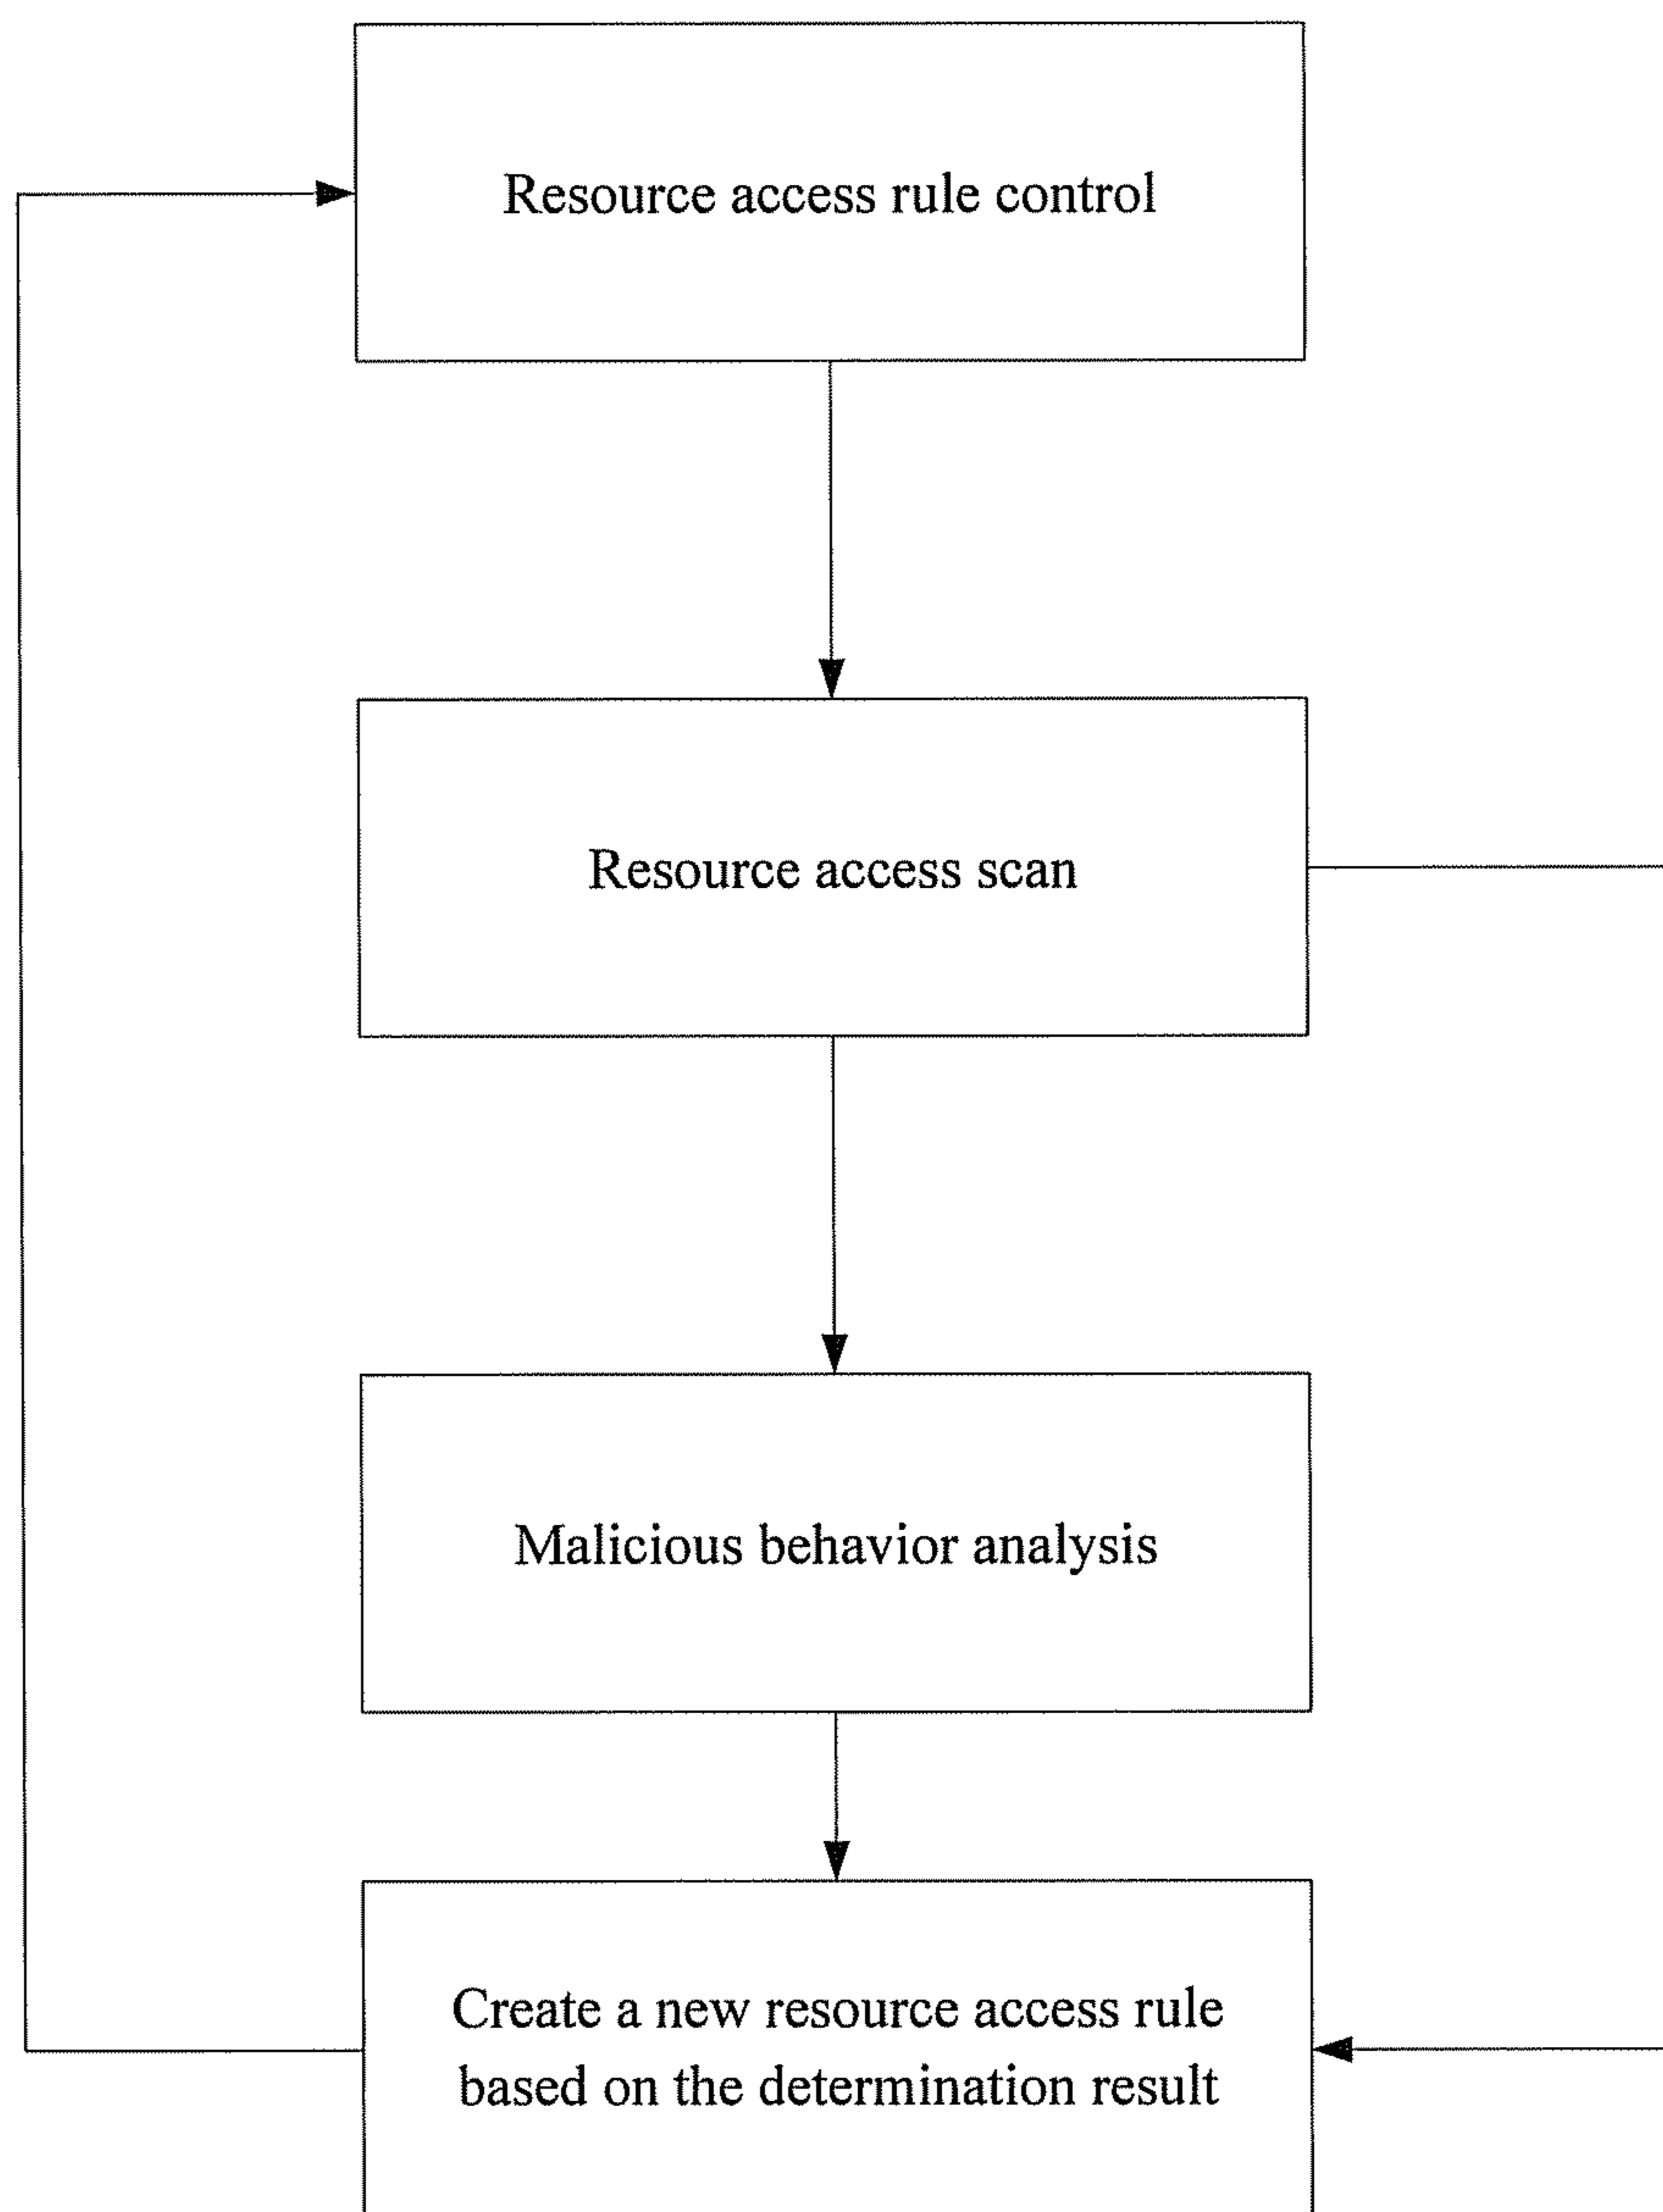 Resource access rule control
Resource access scan
Malicious behavior analysis
Create a new resource access rule
based on the determination result